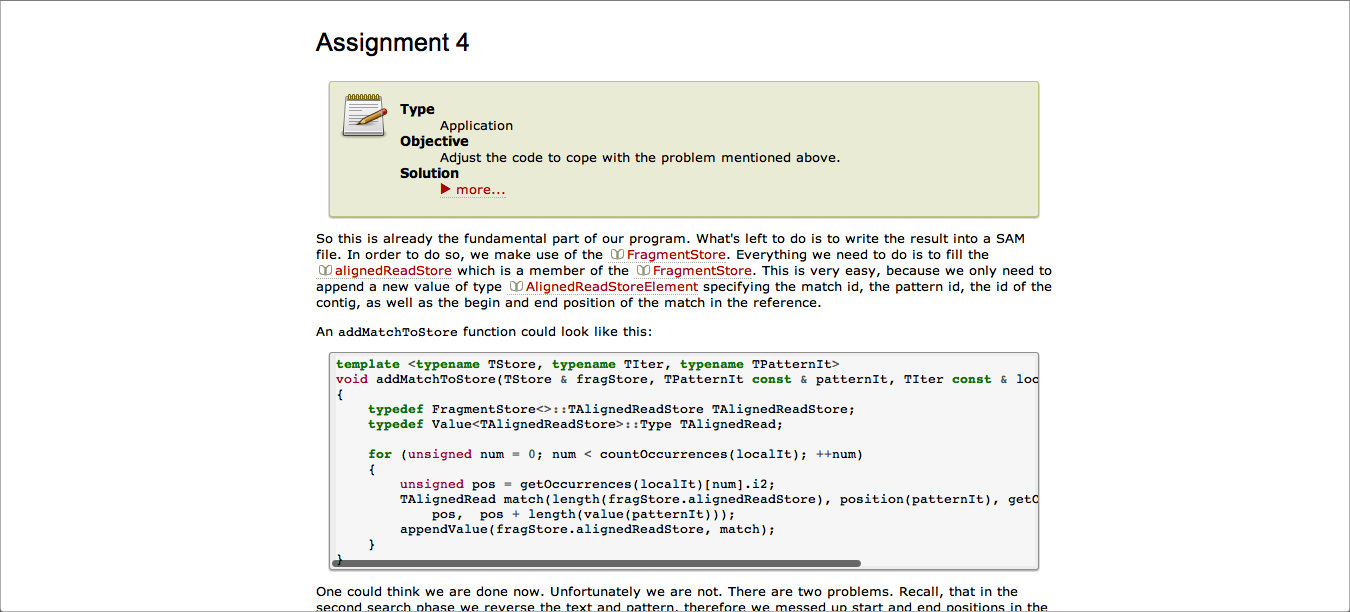 Assignment 4
Type
Application
Objective
Adjust the code to cope with the problem mentioned above.
Solution
more...
So this is already the fundamental part of our program. What's left to do is to write the result into a SAM
file. In order to do so, we make use of the FragmentStore. Everything we need to do is to fill the
alignedReadStore which is a member of the FragmentStore. This is very easy, because we only need to
append a new value of type AlignedReadStoreElement specifying the match id, the pattern id, the id of the
contig, as well as the begin and end position of the match in the reference.
An addMatchToStore function could look like this:
template <typename TStore, typename TIter, typename TPatternIt>
void addMatchToStore(TStore & fragStore, TPatternIt const & patternIt, TIter const & loc
{
typedef FragmentStore<>::TAlignedReadStore TAlignedReadStore;
typedef Value<TAlignedReadStore>::Type TAlignedRead;
for (unsigned num = 0; num < countOccurrences(localIt); ++num)
{
unsigned pos = getOccurrences(localIt)[num].i2;
TAlignedRead match(length(fragStore.alignedReadStore), position(patternIt), getO
pos, pos + length(value(patternIt)));
appendValue(fragStore.alignedReadStore, match);
}
}
One could think we are done now. Unfortunately we are not. There are two problems. Recall, that in the
second search phase we reverse the text and pattern, therefore we messed up start and end positions in the